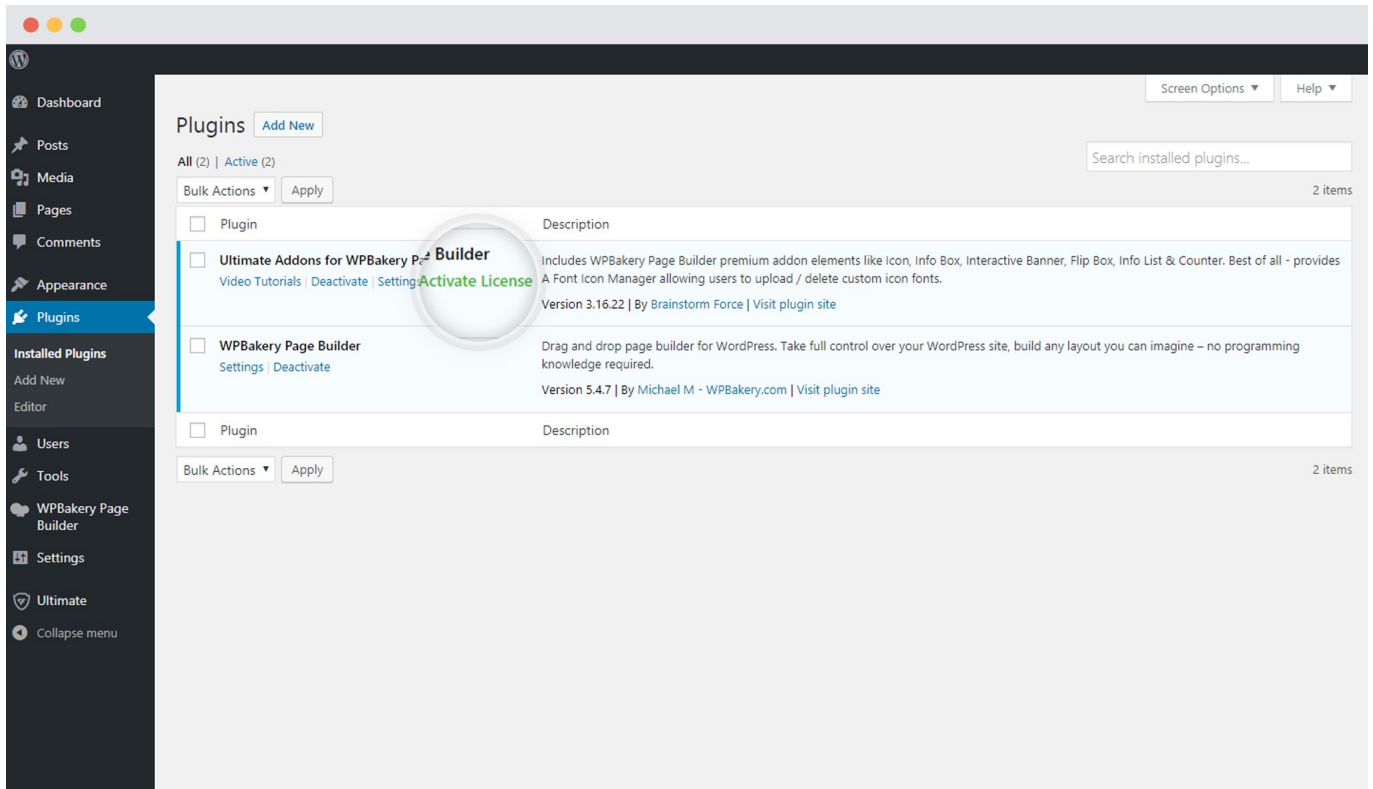 Screen Options ▼ Help ▼
Dashboard
Posts
Media
Pages
Comments
Appearance
Plugins
Installed Plugins
Add New
Editor
Users
Tools
WPBakery Page
Builder
Settings
Ultimate
Collapse menu
Plugins Add New
All (2) | Active (2)
Search installed plugins...
Bulk Actions ▼ Apply
2 items
Plugin Description
Ultimate Addons for WPBakery Page Builder
Video Tutorials | Deactivate | Settings Activate License
Includes WPBakery Page Builder premium addon elements like Icon, Info Box, Interactive Banner, Flip Box, Info List & Counter. Best of all - provides
A Font Icon Manager allowing users to upload / delete custom icon fonts.
Version 3.16.22 | By Brainstorm Force | Visit plugin site
WPBakery Page Builder
Settings | Deactivate
Drag and drop page builder for WordPress. Take full control over your WordPress site, build any layout you can imagine – no programming
knowledge required.
Version 5.4.7 | By Michael M - WPBakery.com | Visit plugin site
Plugin Description
Bulk Actions ▼ Apply
2 items